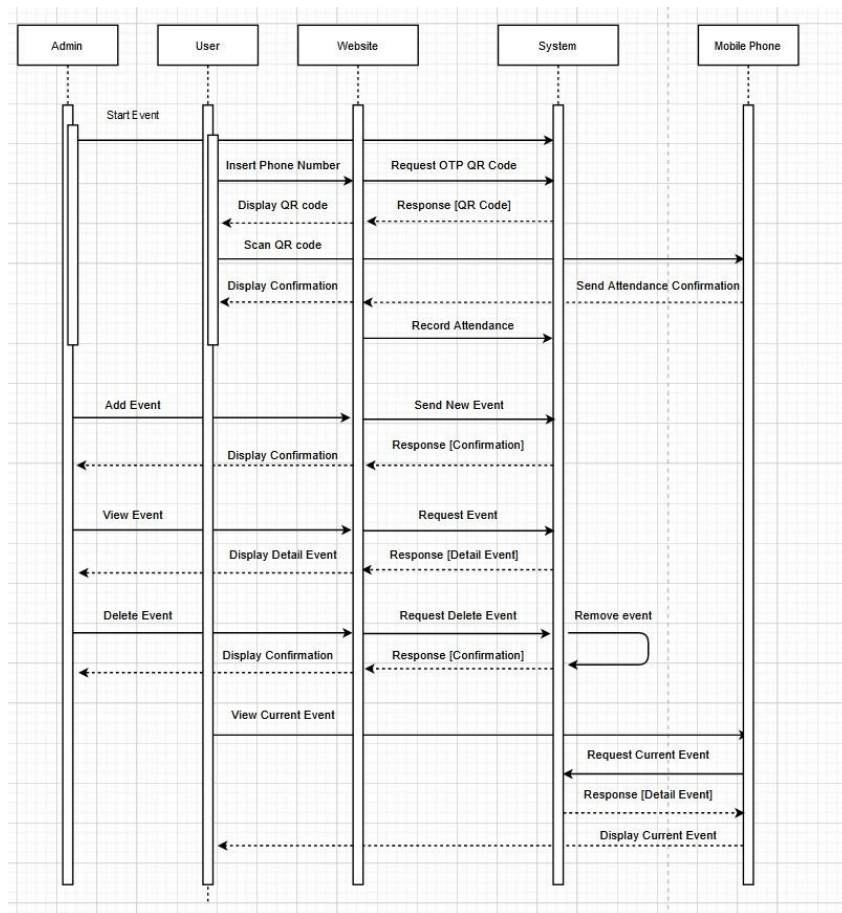 Admin
User
Website
System
Mobile Phone
Start Event
Insert Phone Number
Request OTP QR Code
Display QR code
Response [QR Code]
Scan QR code
Display Confirmation
Send Attendance Confirmation
Record Attendance
Add Event
Send New Event
Display Confirmation
Response [Confirmation]
View Event
Request Event
Display Detail Event
Response [Detail Event]
Delete Event
Request Delete Event
Remove event
Display Confirmation
Response [Confirmation]
View Current Event
Request Current Event
Response [Detail Event]
Display Current Event